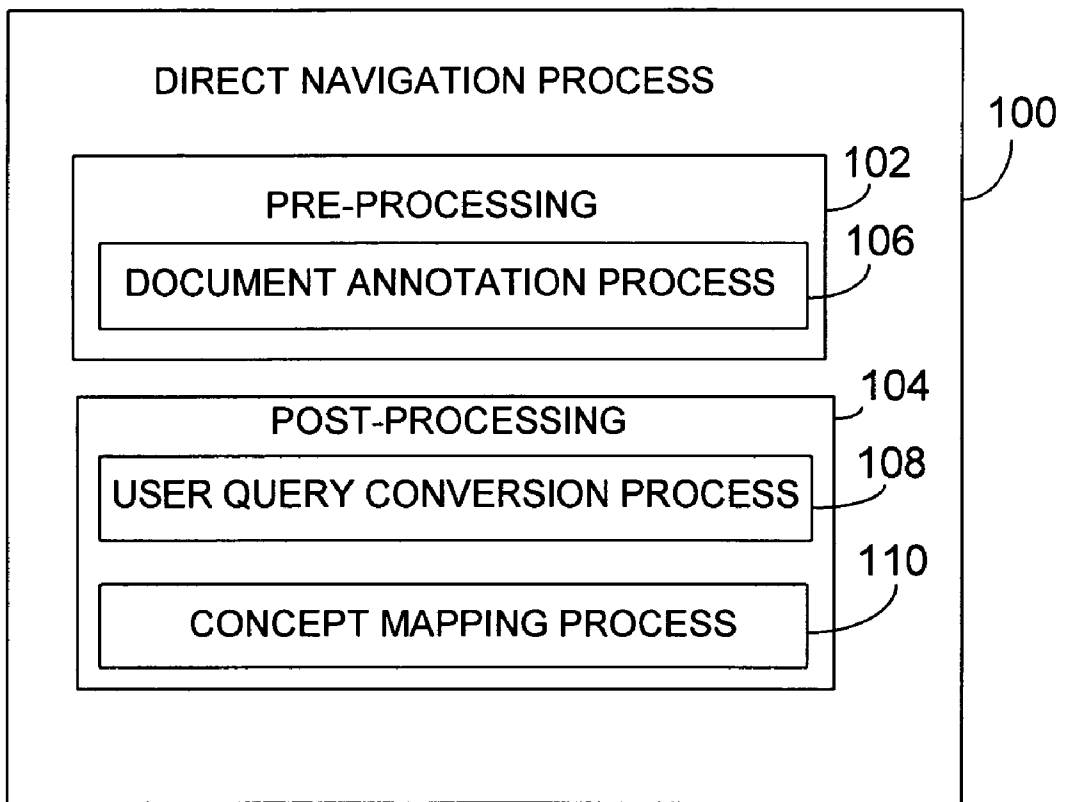 DIRECT NAVIGATION PROCESS
100
102
PRE-PROCESSING
106
DOCUMENT ANNOTATION PROCESS
104
POST-PROCESSING
108
USER QUERY CONVERSION PROCESS
110
CONCEPT MAPPING PROCESS